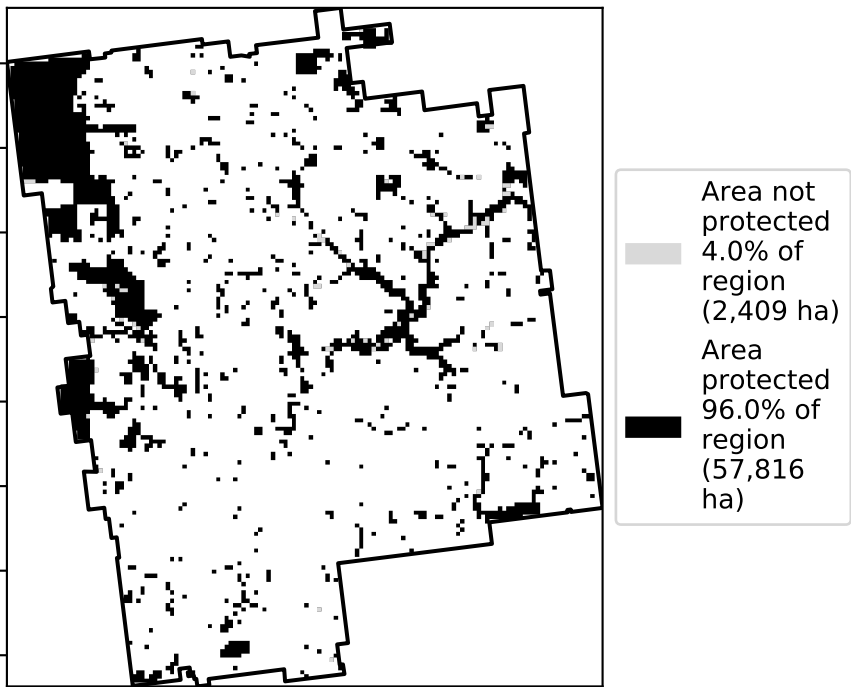 Area not
protected
4.0% of
region
(2,409 ha)
Area
protected
96.0% of
region
(57,816
ha)